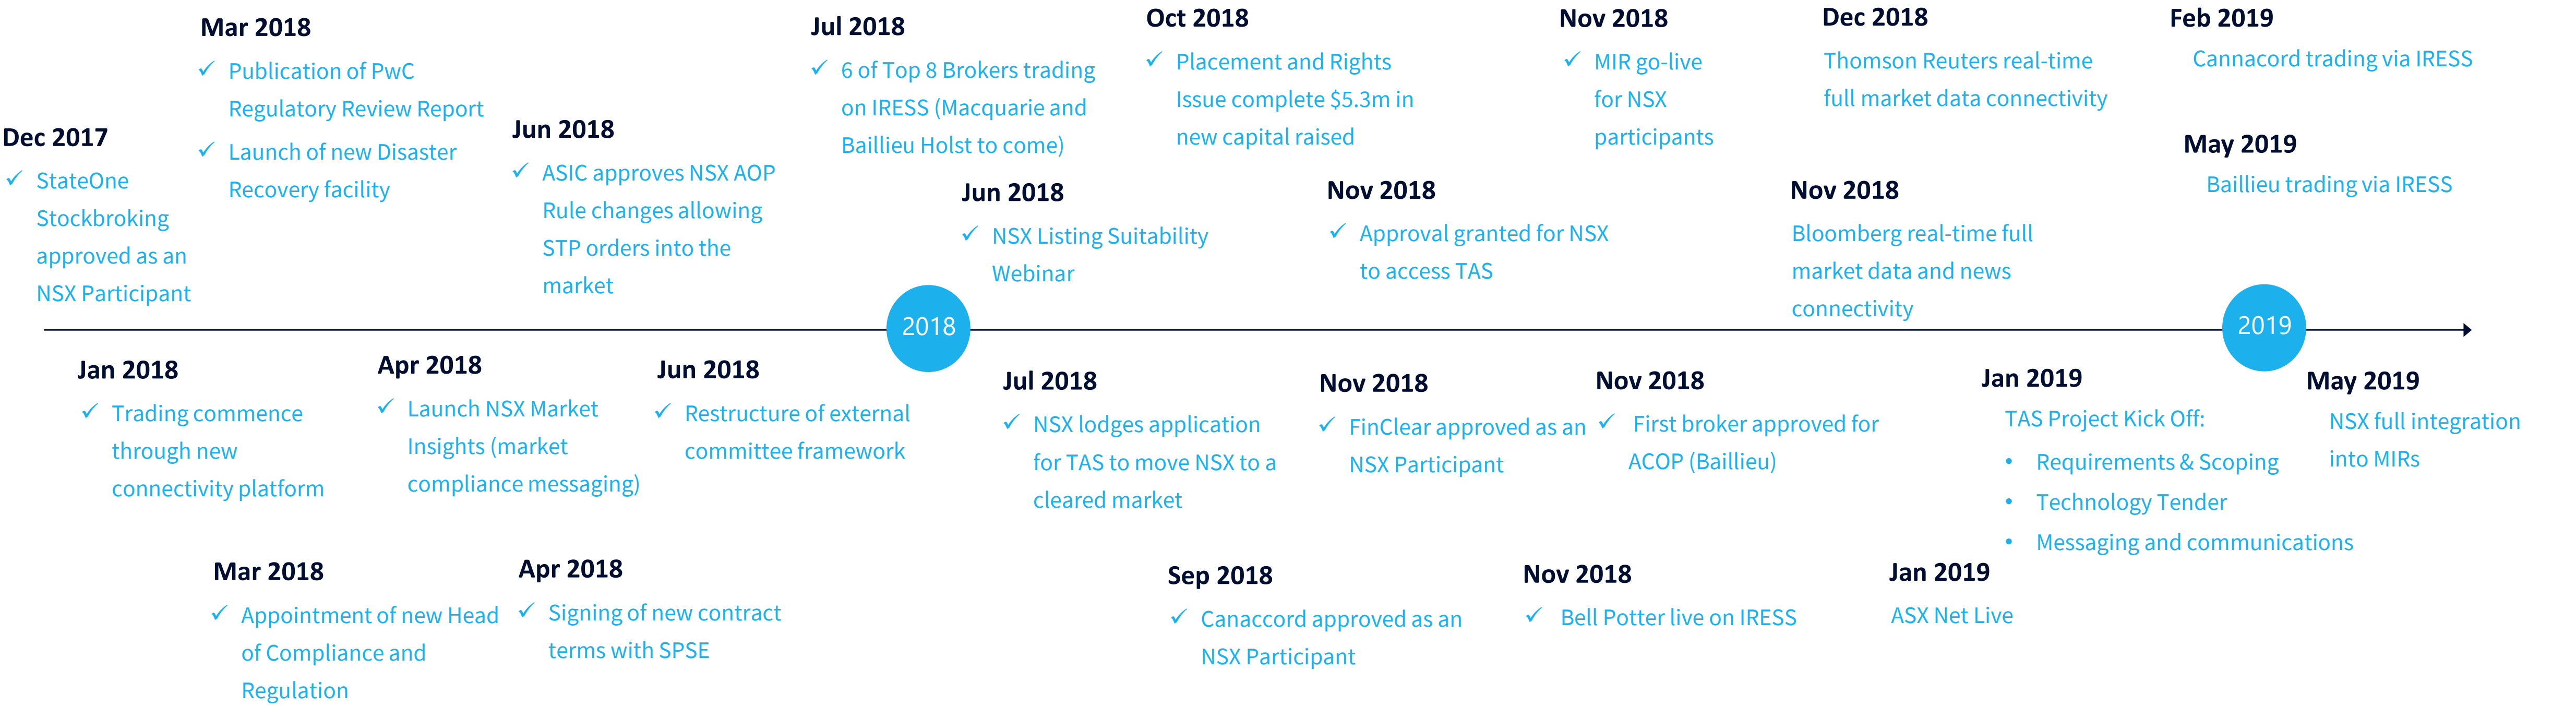 Dec 2017
✓ StateOne
Stockbroking
approved as an
NSX Participant
Mar 2018
✓ Publication of PwC
Regulatory Review Report
✓ Launch of new Disaster
Recovery facility
Jun 2018
✓ ASIC approves NSX AOP
Rule changes allowing
STP orders into the
market
Jul 2018
✓ 6 of Top 8 Brokers trading
on IRESS (Macquarie and
Baillieu Holst to come)
Jun 2018
✓ NSX Listing Suitability
Webinar
Oct 2018
✓ Placement and Rights
Issue complete $5.3m in
new capital raised
Nov 2018
✓ Approval granted for NSX
to access TAS
Nov 2018
✓ MIR go-live
for NSX
participants
Dec 2018
Thomson Reuters real-time
full market data connectivity
Nov 2018
Bloomberg real-time full
market data and news
connectivity
Feb 2019
Cannacord trading via IRESS
May 2019
Baillieu trading via IRESS
2018
2019
Jan 2018
✓ Trading commence
through new
connectivity platform
Mar 2018
✓ Appointment of new Head
of Compliance and
Regulation
Apr 2018
✓ Launch NSX Market
Insights (market
compliance messaging)
Apr 2018
✓ Signing of new contract
terms with SPSE
Jun 2018
✓ Restructure of external
committee framework
Jul 2018
✓ NSX lodges application
for TAS to move NSX to a
cleared market
Sep 2018
✓ Canaccord approved as an
NSX Participant
Nov 2018
✓ FinClear approved as an
NSX Participant
Nov 2018
✓ First broker approved for
ACOP (Baillieu)
Nov 2018
✓ Bell Potter live on IRESS
Jan 2019
ASX Net Live
Jan 2019
TAS Project Kick Off:
• Requirements & Scoping
• Technology Tender
• Messaging and communications
May 2019
NSX full integration
into MIRs